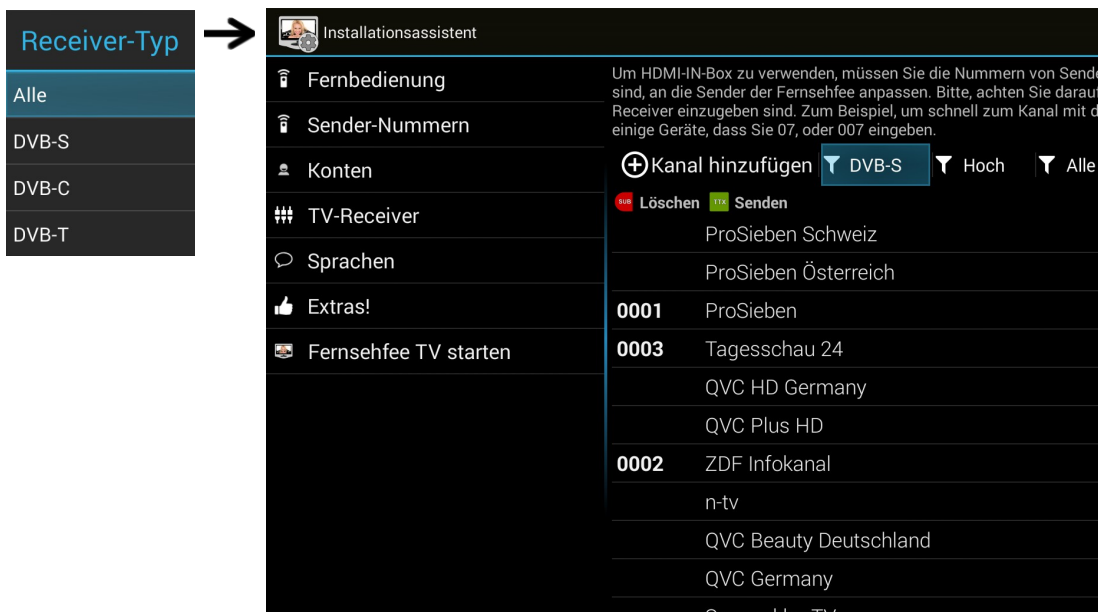 Receiver-Typ
Alle
DVB-S
DVB-C
DVB-T
Installationsassistent
Fernbedienung
Sender-Nummern
Konten
TV-Receiver
Sprachen
Extras!
Fernsehfee TV starten
Um HDMI-IN-Box zu verwenden, müssen Sie die Nummern von Sende
sind, an die Sender der Fernsehfee anpassen. Bitte, achten Sie darauf
Receiver einzugeben sind. Zum Beispiel, um schnell zum Kanal mit d
einige Geräte, dass Sie 07, oder 007 eingeben.
Kanal hinzufügen DVB-S Hoch Alle
SUB Löschen TTX Senden
ProSieben Schweiz
ProSieben Österreich
0001 ProSieben
0003 Tagesschau 24
QVC HD Germany
QVC Plus HD
0002 ZDF Infokanal
n-tv
QVC Beauty Deutschland
QVC Germany